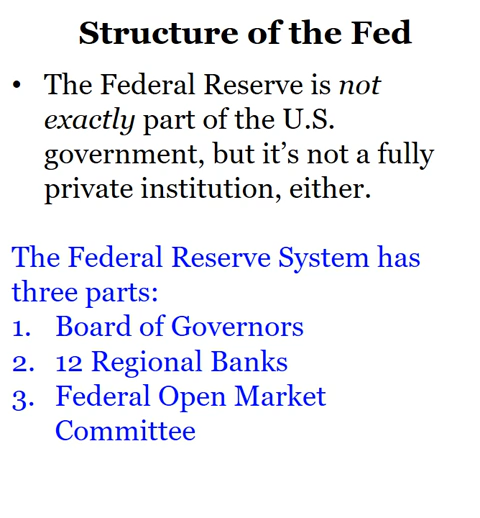 Structure of the Fed
• The Federal Reserve is not
exactly part of the U.S.
government, but it’s not a fully
private institution, either.
The Federal Reserve System has
three parts:
1. Board of Governors
2. 12 Regional Banks
3. Federal Open Market
Committee